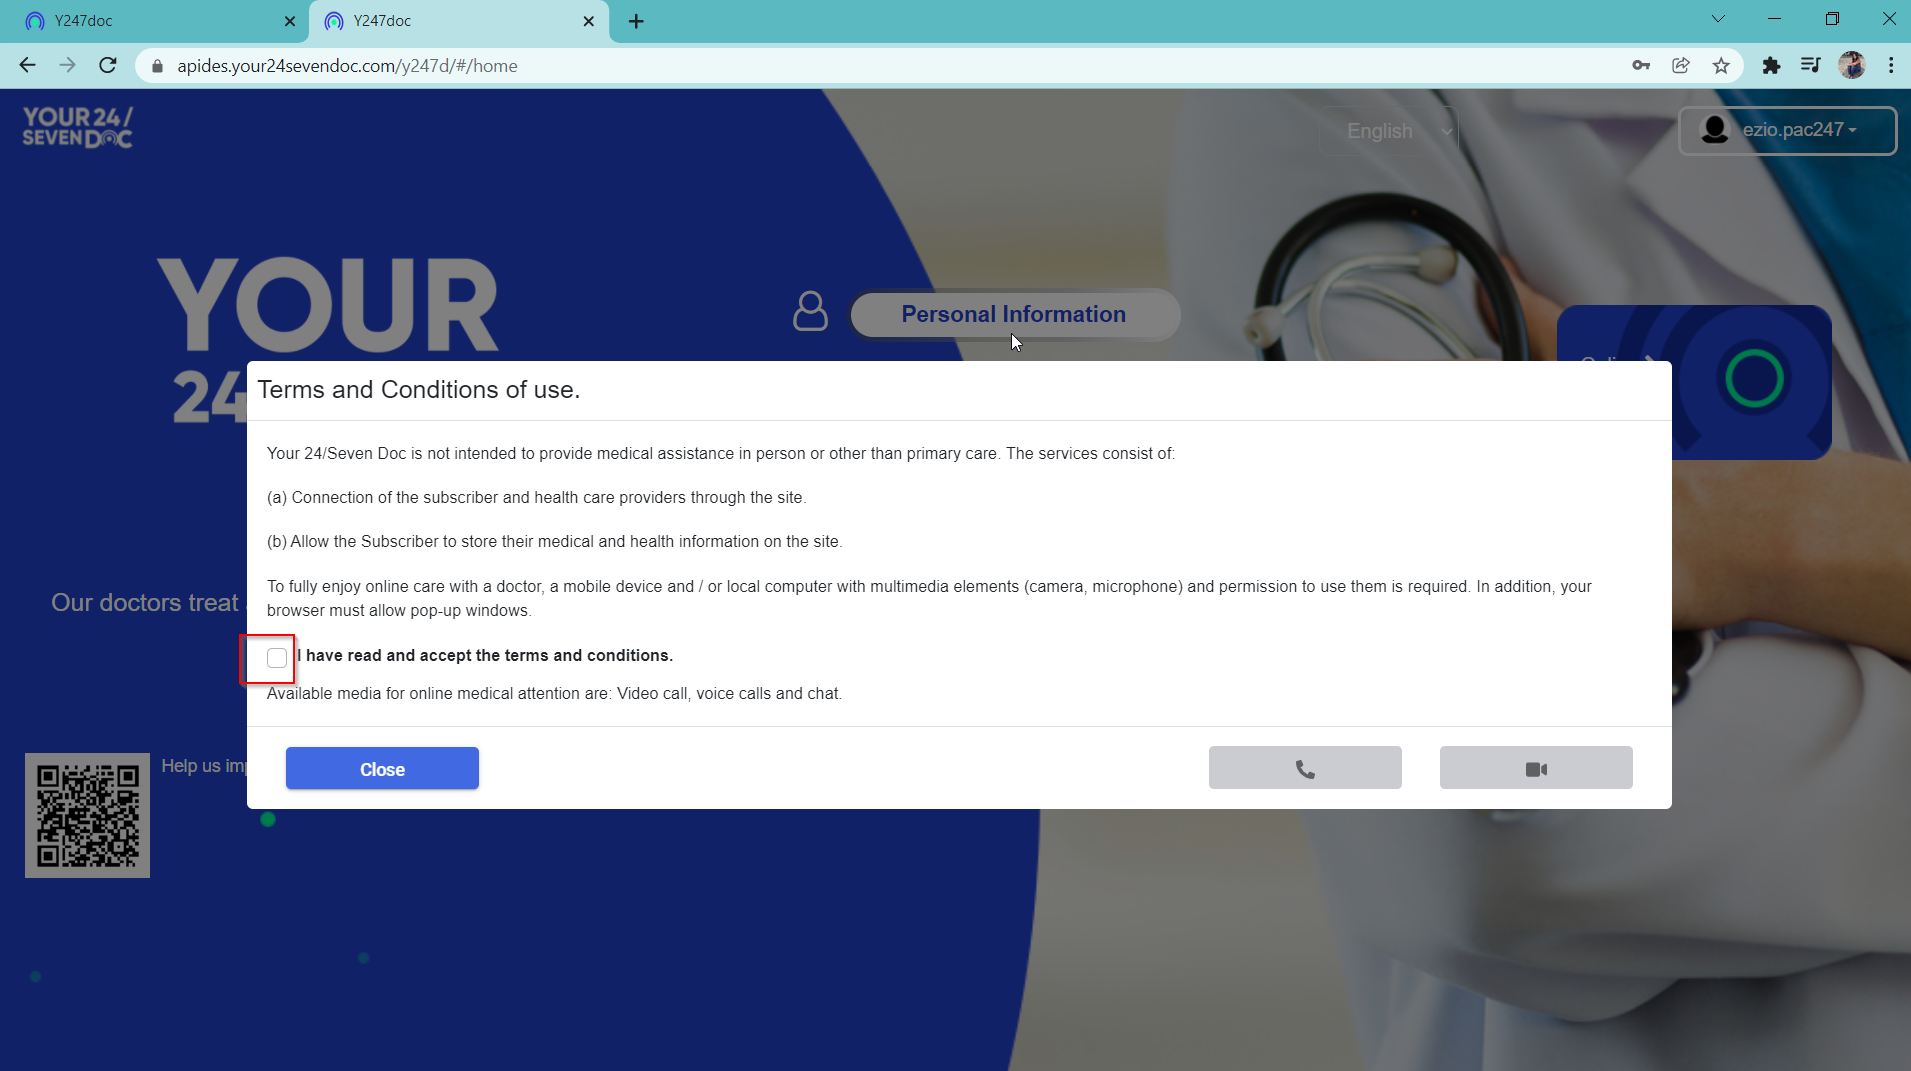 Y247doc
Y247doc
apides.your24sevendoc.com/y247d/#/home
YOUR 24/
SEVEN DOC
English
ezio.pac247
YOUR
24
Personal Information
Terms and Conditions of use.
Your 24/Seven Doc is not intended to provide medical assistance in person or other than primary care. The services consist of:
(a) Connection of the subscriber and health care providers through the site.
(b) Allow the Subscriber to store their medical and health information on the site.
To fully enjoy online care with a doctor, a mobile device and / or local computer with multimedia elements (camera, microphone) and permission to use them is required. In addition, your
browser must allow pop-up windows.
Our doctors treat
I have read and accept the terms and conditions.
Available media for online medical attention are: Video call, voice calls and chat.
Help us
Close